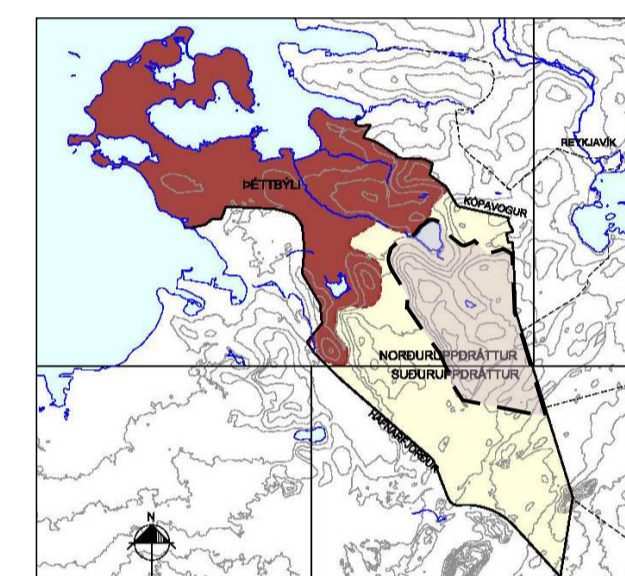 REYKJAVÍK
ÞÉTTBÝLI
KÓPAVOGUR
NORÐURUPPDRÁTTUR
SUÐURUPPDRÁTTUR
HAFNARFJÖRÐUR
N